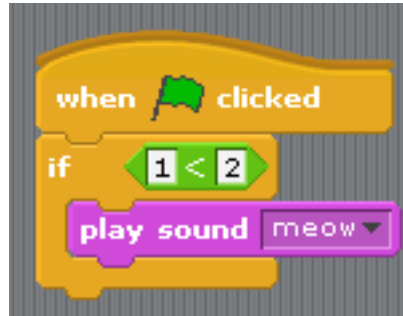 when clicked
if 1 < 2
play sound meow